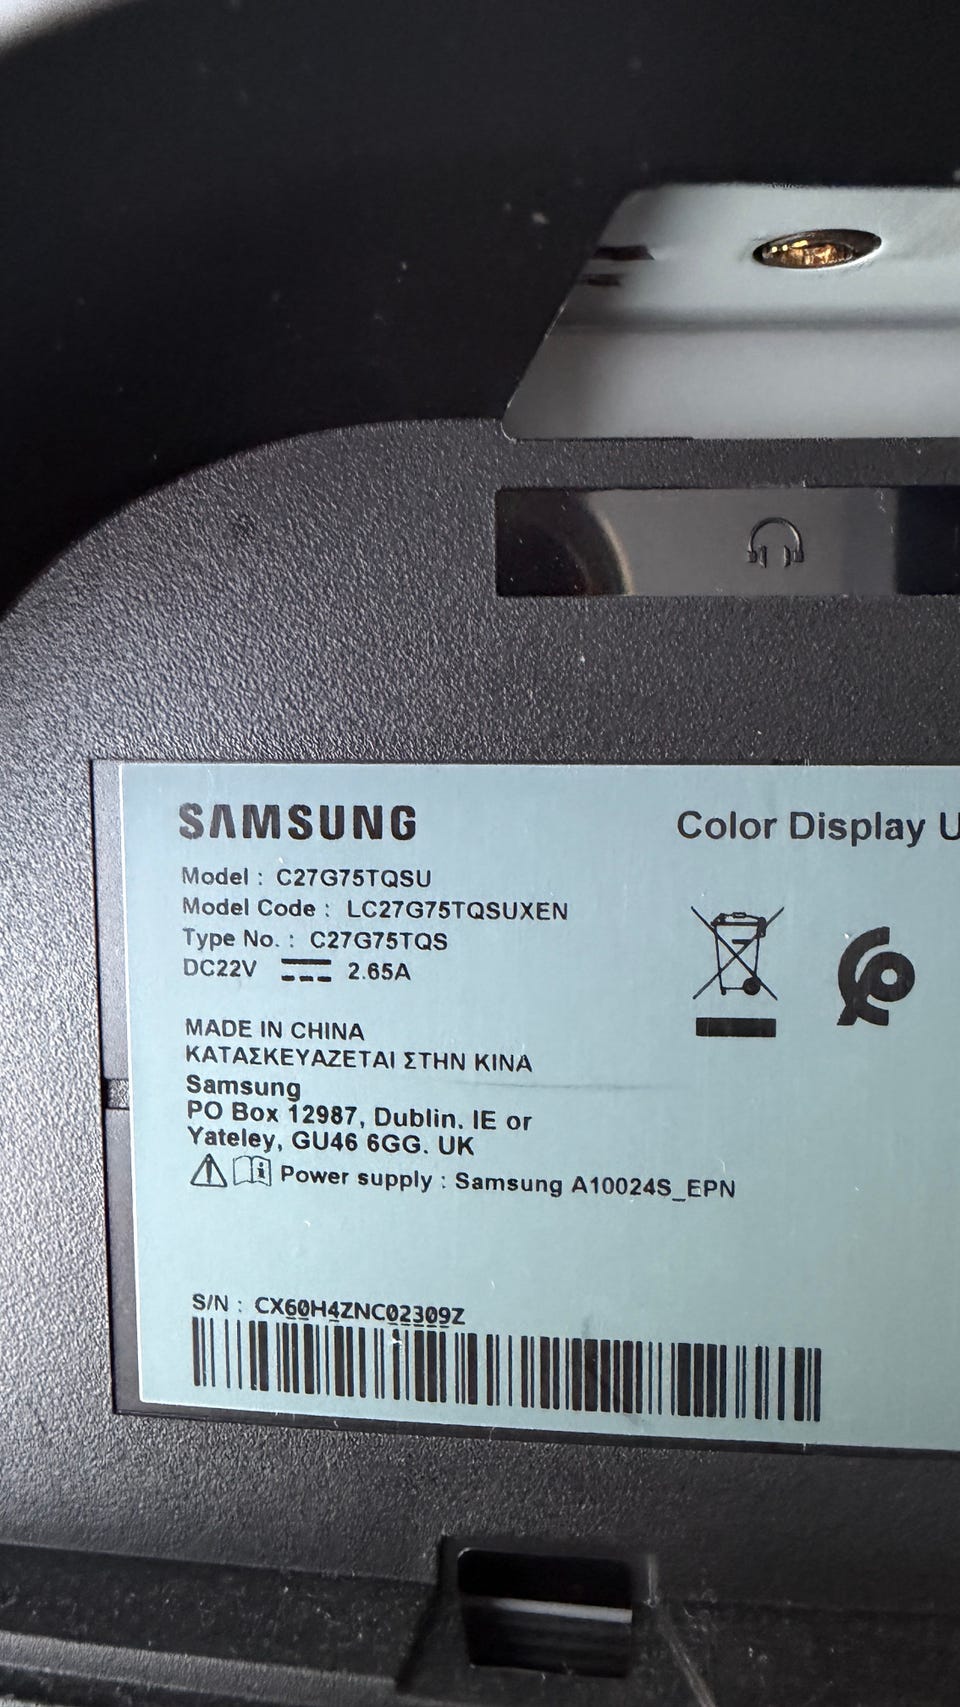 SAMSUNG
Color Display
Model : C27G75TQSU
Model Code : LC27G75TQSUXEN
Type No. : C27G75TQS
DC22V 2.65A
MADE IN CHINA
ΚΑΤΑΣΚΕΥΑΖΕΤΑΙ ΣΤΗΝ ΚΙΝΑ
Samsung
PO Box 12987, Dublin. IE or
Yateley, GU46 6GG. UK
Power supply : Samsung A10024S_EPN
S/N : CX60H4ZNC02309Z